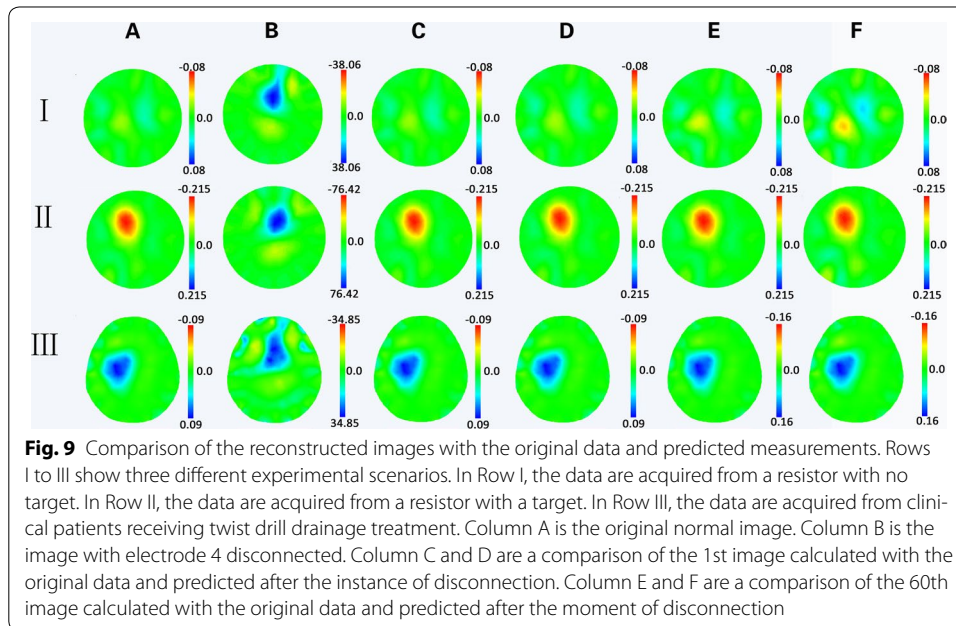 A B C D E F
I
-0.08 -38.06 -0.08 -0.08 -0.08 -0.08
0.0 0.0 0.0 0.0 0.0 0.0
0.08 38.06 0.08 0.08 0.08 0.08
II
-0.215 -76.42 -0.215 -0.215 -0.215 -0.215
0.0 0.0 0.0 0.0 0.0 0.0
0.215 76.42 0.215 0.215 0.215 0.215
III
-0.09 -34.85 -0.09 -0.09 -0.16 -0.16
0.0 0.0 0.0 0.0 0.0 0.0
0.09 34.85 0.09 0.09 0.16 0.16
Fig. 9 Comparison of the reconstructed images with the original data and predicted measurements. Rows
I to III show three different experimental scenarios. In Row I, the data are acquired from a resistor with no
target. In Row II, the data are acquired from a resistor with a target. In Row III, the data are acquired from clini-
cal patients receiving twist drill drainage treatment. Column A is the original normal image. Column B is the
image with electrode 4 disconnected. Column C and D are a comparison of the 1st image calculated with the
original data and predicted after the instance of disconnection. Column E and F are a comparison of the 60th
image calculated with the original data and predicted after the moment of disconnection